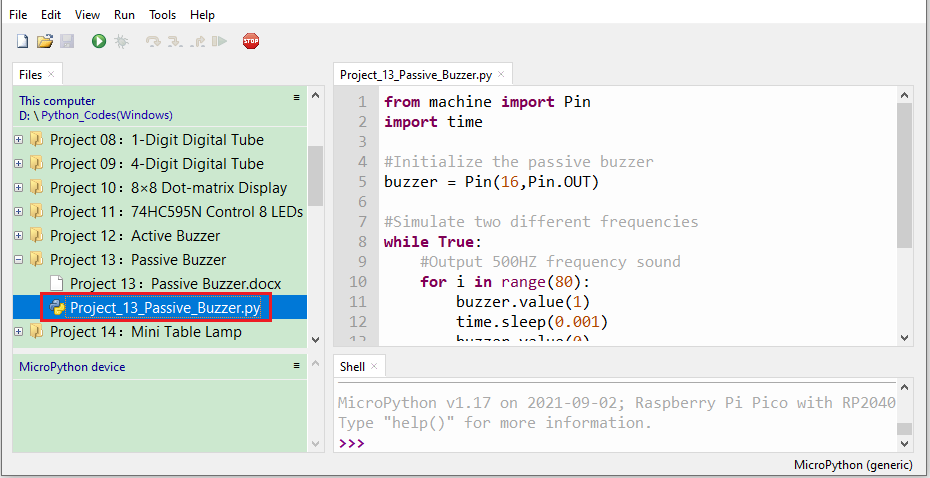 File Edit View Run Tools Help
STOP
Files
This computer
D: \ Python_Codes(Windows)
Project 08：1-Digit Digital Tube
Project 09：4-Digit Digital Tube
Project 10：8×8 Dot-matrix Display
Project 11：74HC595N Control 8 LEDs
Project 12：Active Buzzer
Project 13：Passive Buzzer
Project 13：Passive Buzzer.docx
Project_13_Passive_Buzzer.py
Project 14：Mini Table Lamp
MicroPython device
Project_13_Passive_Buzzer.py
1 from machine import Pin
2 import time
3
4 #Initialize the passive buzzer
5 buzzer = Pin(16,Pin.OUT)
6
7 #Simulate two different frequencies
8 while True:
9 #Output 500HZ frequency sound
10 for i in range(80):
11 buzzer.value(1)
12 time.sleep(0.001)
13 buzzer.value(0)
Shell
MicroPython v1.17 on 2021-09-02; Raspberry Pi Pico with RP2040
Type "help()" for more information.
>>>
MicroPython (generic)